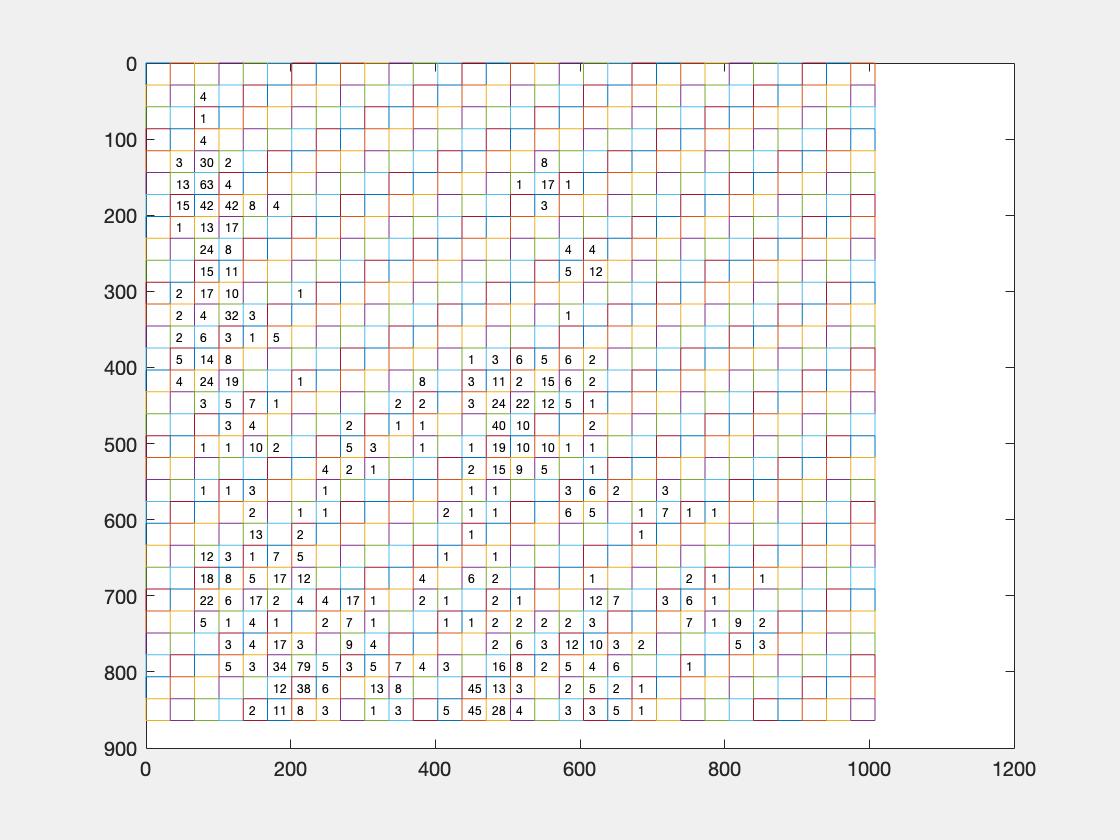 0
4
1
100
4
3 30 2 8
13 63 4 1 17 1
200
15 42 42 8 4 3
1 13 17
24 8 4 4
15 11 5 12
300
2 17 10 1
2 4 32 3 1
2 6 3 1 5
5 14 8 1 3 6 5 6 2
400
4 24 19 1 8 3 11 2 15 6 2
3 5 7 1 2 2 3 24 22 12 5 1
3 4 2 1 1 40 10 2
500
1 1 10 2 5 3 1 1 19 10 10 1 1
4 2 1 2 15 9 5 1
1 1 3 1 1 1 3 6 2 3
600
2 1 1 2 1 1 6 5 1 7 1 1
13 2 1 1
12 3 1 7 5 1 1
18 8 5 17 12 4 6 2 1 2 1 1
700
22 6 17 2 4 4 17 1 2 1 2 1 12 7 3 6 1
5 1 4 1 2 7 1 1 1 2 2 2 2 3 7 1 9 2
3 4 17 3 9 4 2 6 3 12 10 3 2 5 3
800
5 3 34 79 5 3 5 7 4 3 16 8 2 5 4 6 1
12 38 6 13 8 45 13 3 2 5 2 1
2 11 8 3 1 3 5 45 28 4 3 3 5 1
900
0 200 400 600 800 1000 1200